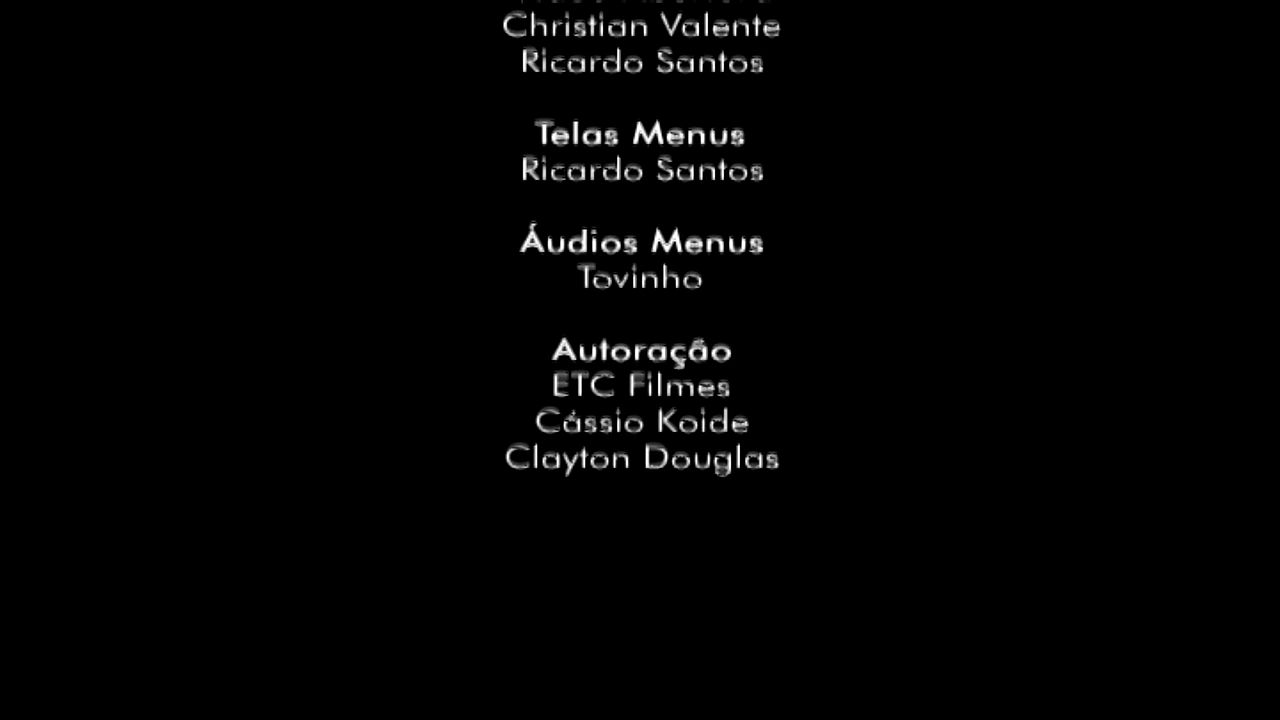 Christian Valente
Ricardo Santos
Telas Menus
Ricardo Santos
Áudios Menus
Tovinho
Autoração
ETC Filmes
Cássio Koide
Clayton Douglas